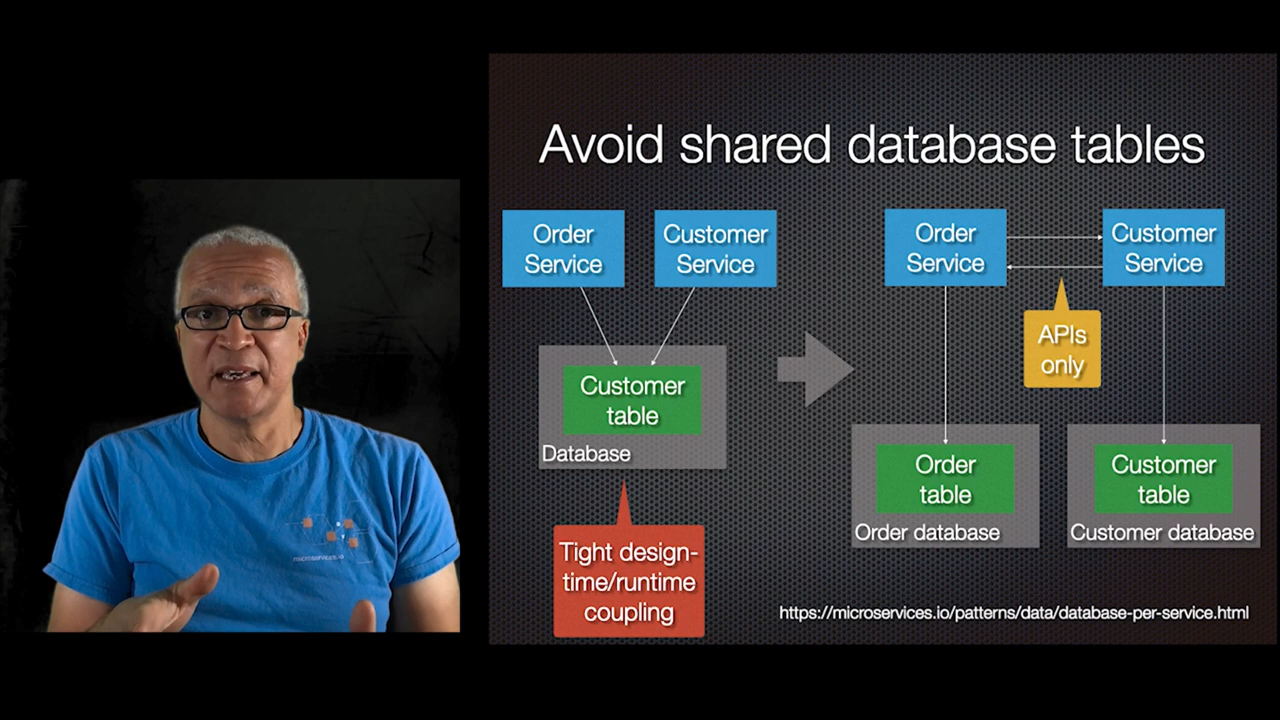 Avoid shared database tables
Order
Service
Customer
Service
Customer
table
Database
Tight design-
time/runtime
coupling
Order
Service
Customer
Service
APIs
only
Order
table
Order database
Customer
table
Customer database
https://microservices.io/patterns/data/database-per-service.html
microservices.io